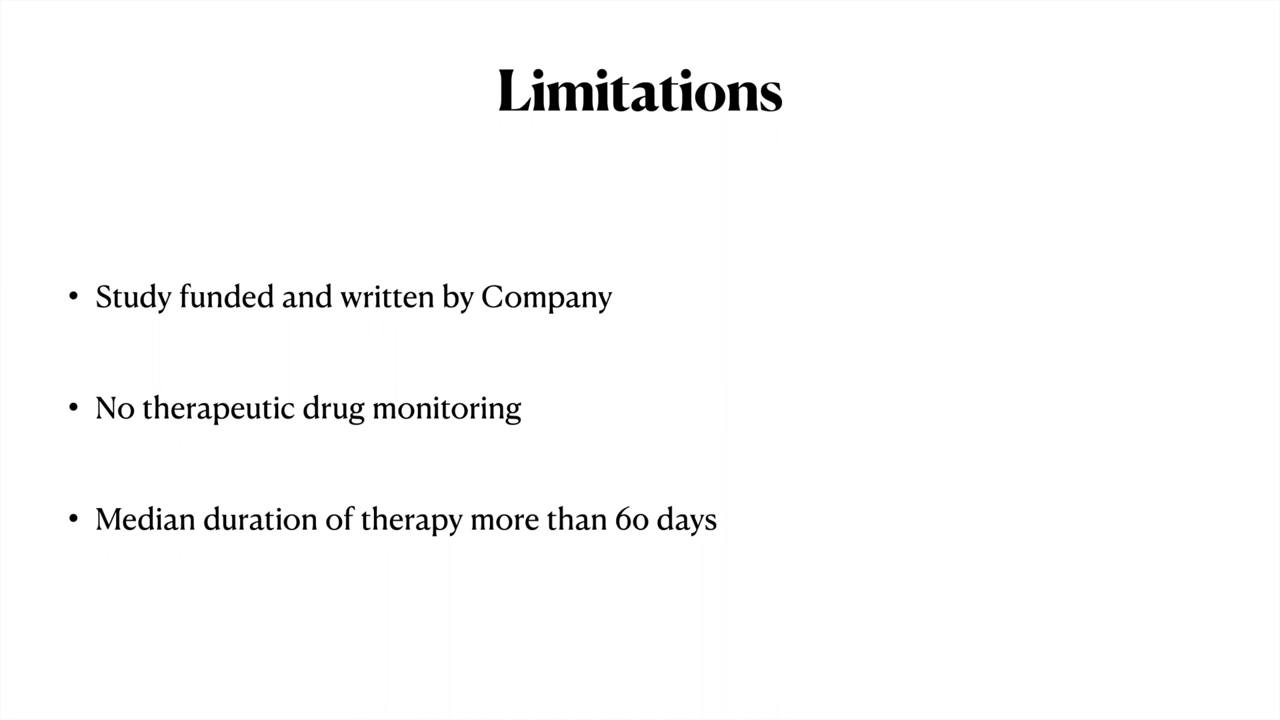 Limitations
• Study funded and written by Company
• No therapeutic drug monitoring
• Median duration of therapy more than 60 days